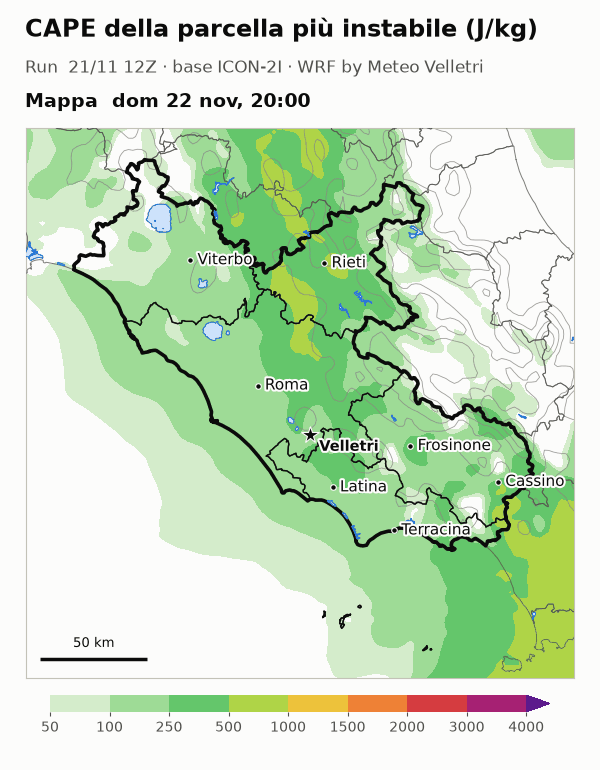 CAPE della parcella più instabile (J/kg)
Run  21/11 12Z · base ICON-2I · WRF by Meteo Velletri
Mappa  dom 22 nov, 20:00
Viterbo
Rieti
Roma
Velletri
Frosinone
Latina
Cassino
Terracina
50 km
50 100 250 500 1000 1500 2000 3000 4000